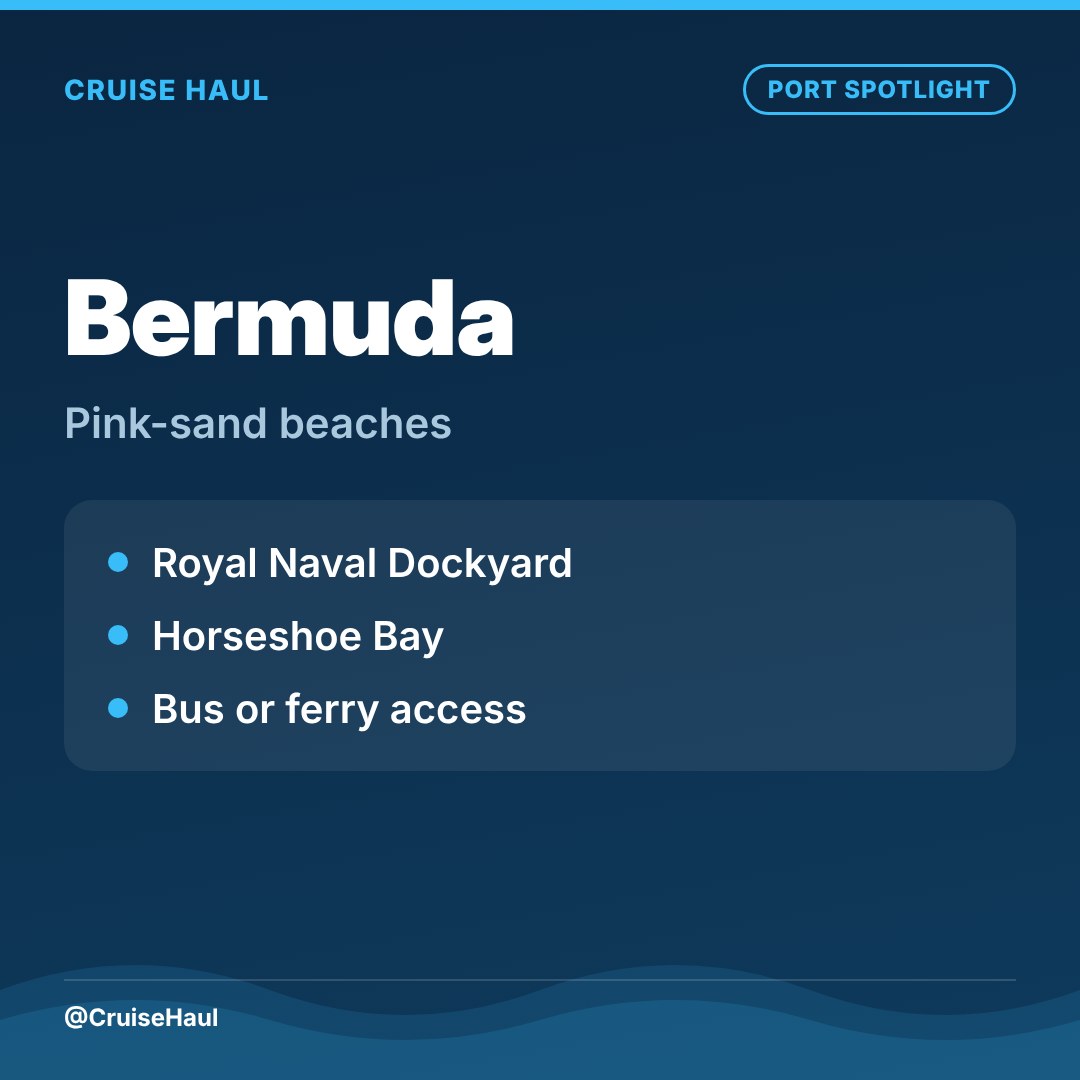 CRUISE HAUL
PORT SPOTLIGHT
Bermuda
Pink-sand beaches
Royal Naval Dockyard
Horseshoe Bay
Bus or ferry access
@CruiseHaul